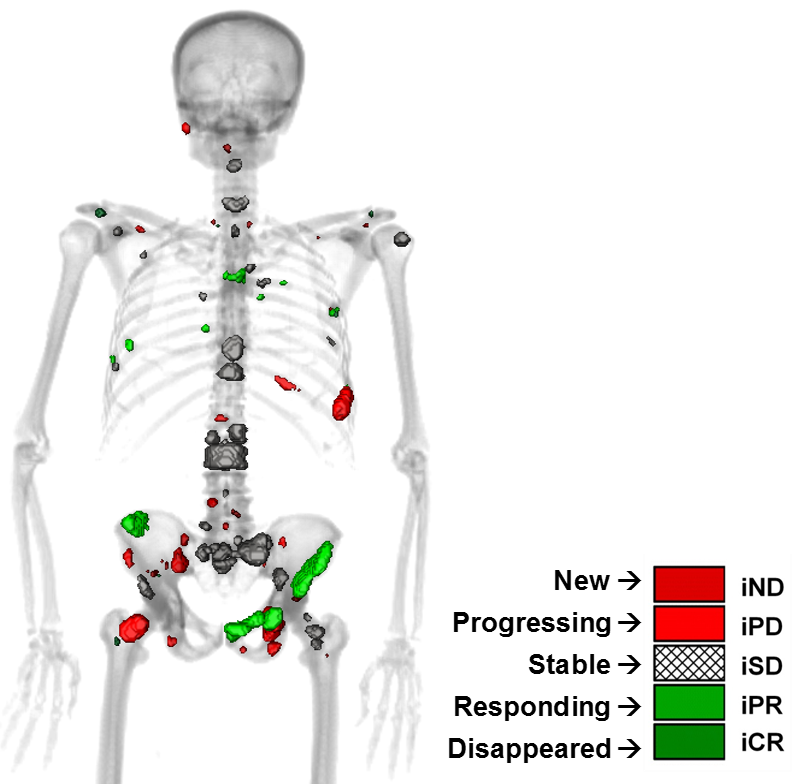 New → iND
Progressing → iPD
Stable → iSD
Responding → iPR
Disappeared → iCR